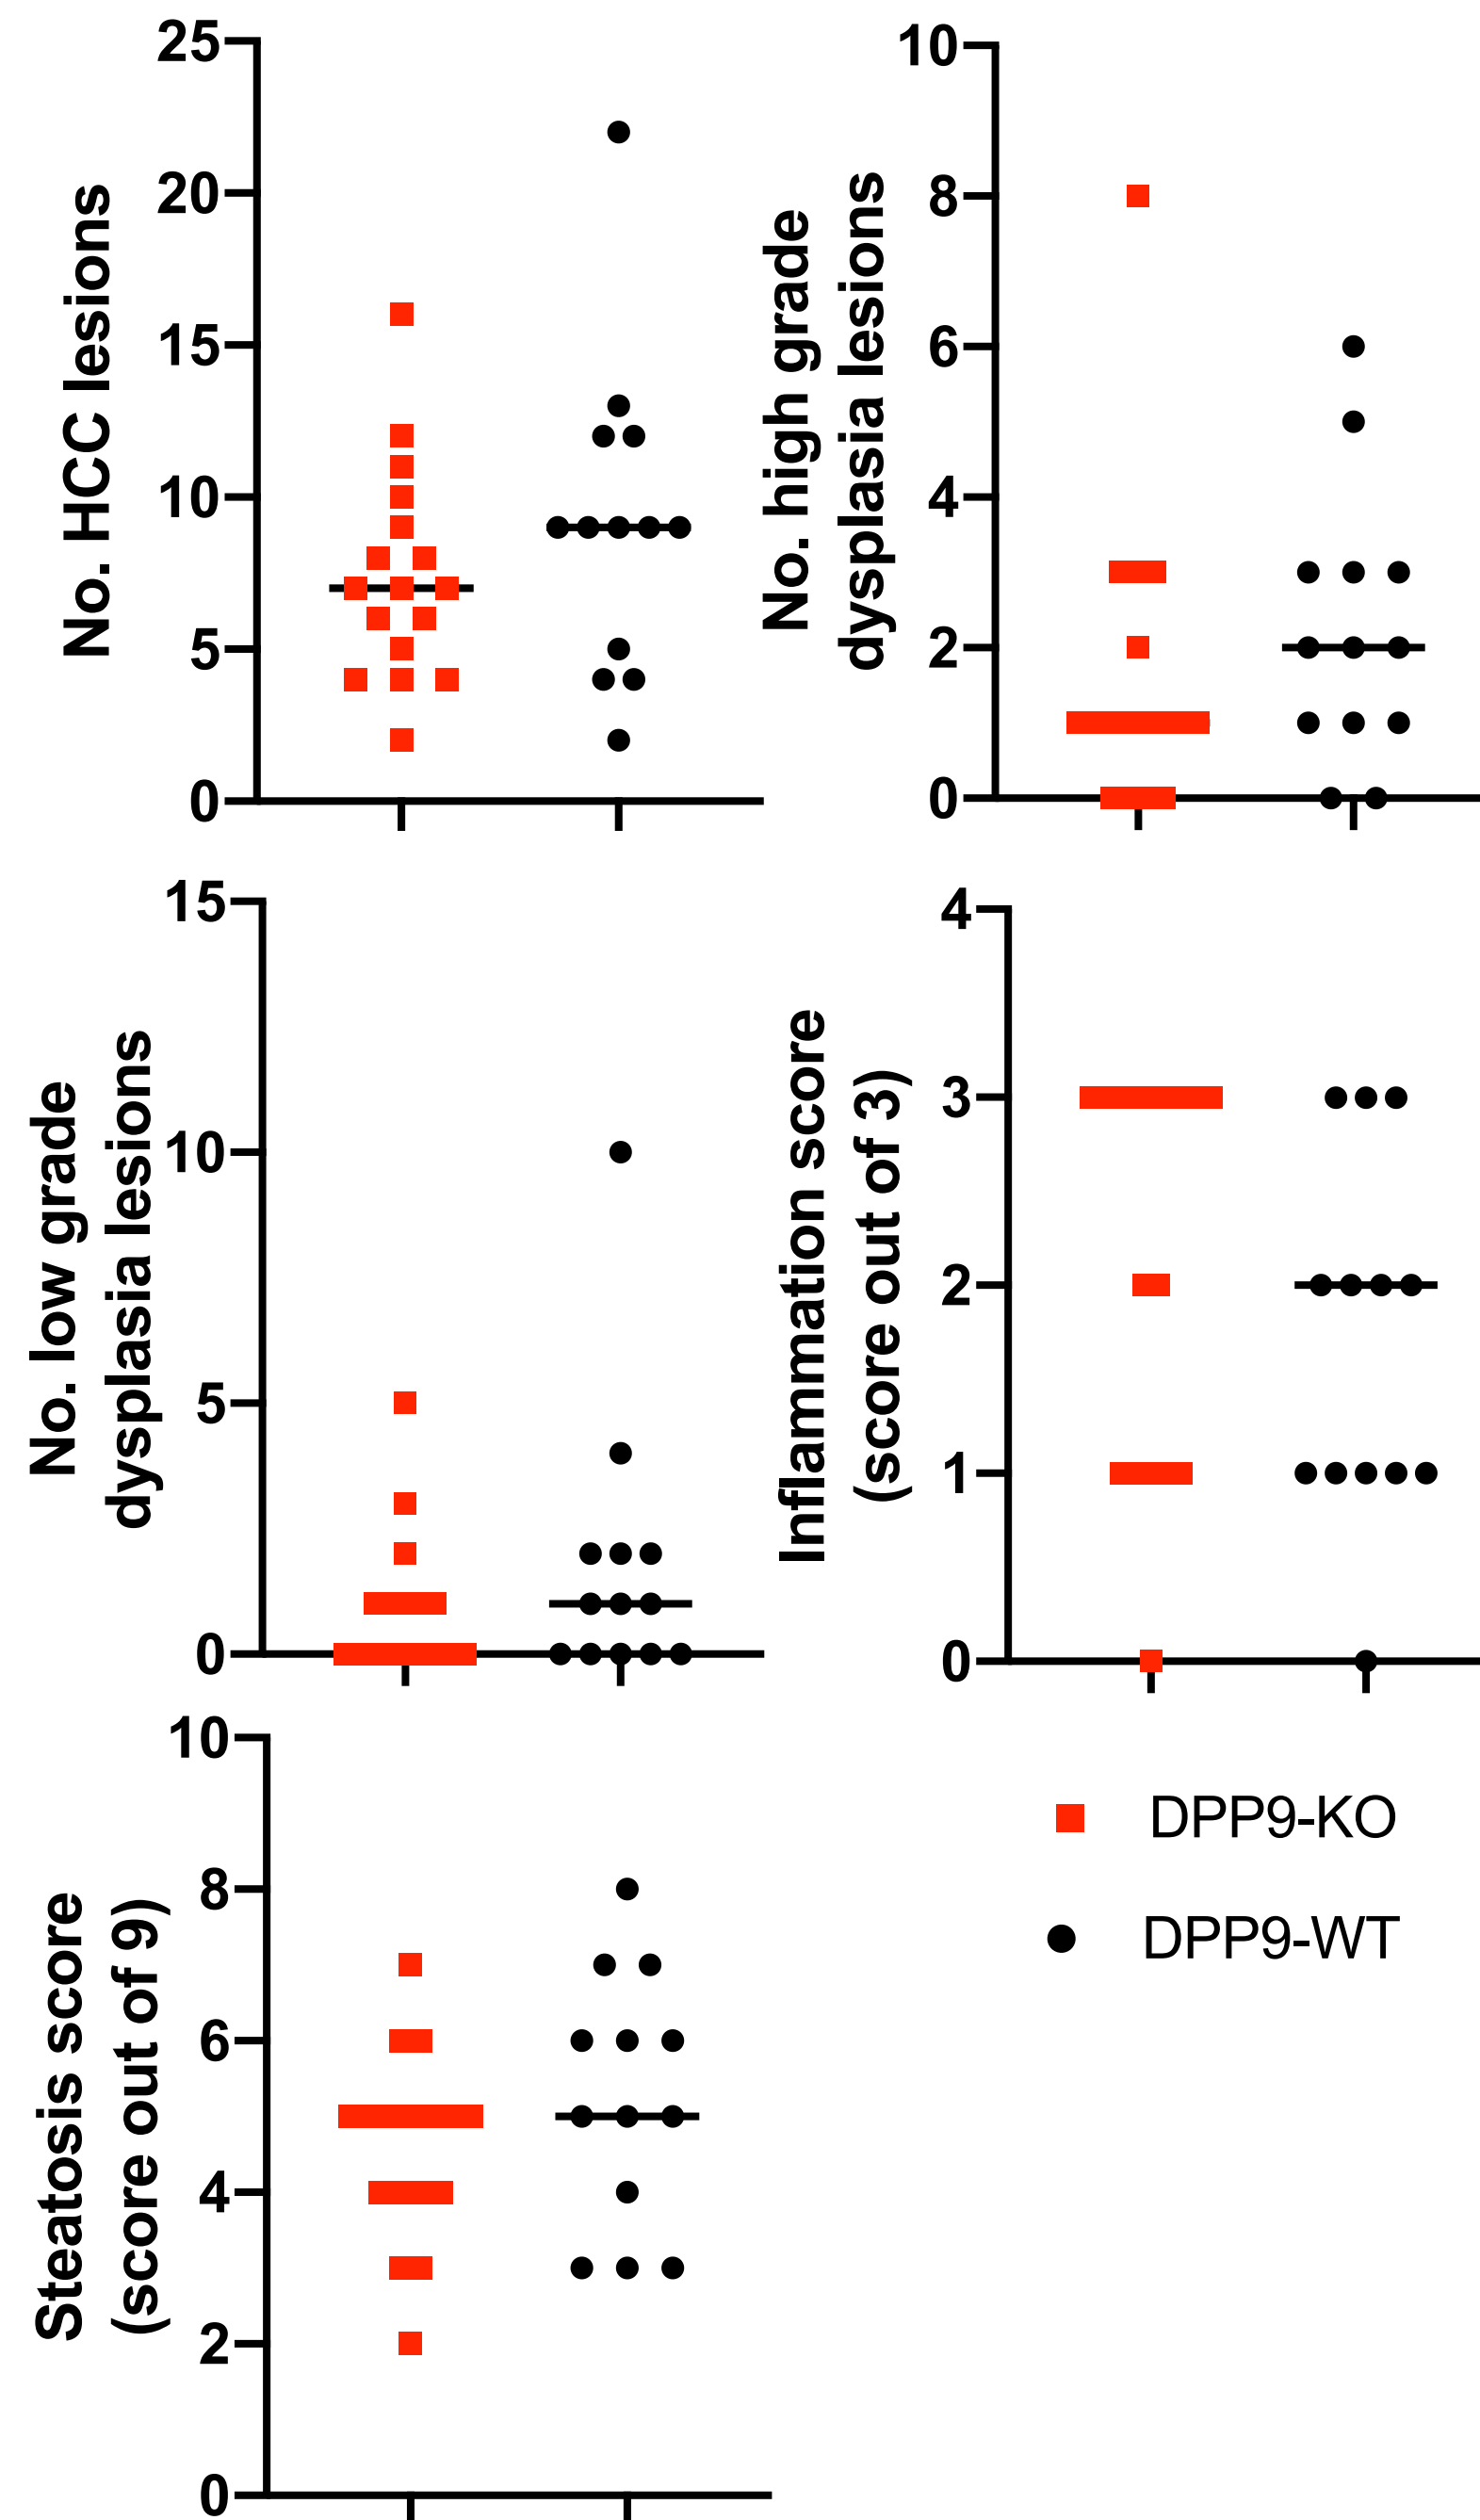 No. HCC lesions
25
20
15
10
5
0
No. high grade
dysplasia lesions
10
8
6
4
2
0
No. low grade
dysplasia lesions
15
10
5
0
Inflammation score
(score out of 3)
4
3
2
1
0
Steatosis score
(score out of 9)
10
8
6
4
2
0
DPP9-KO
DPP9-WT